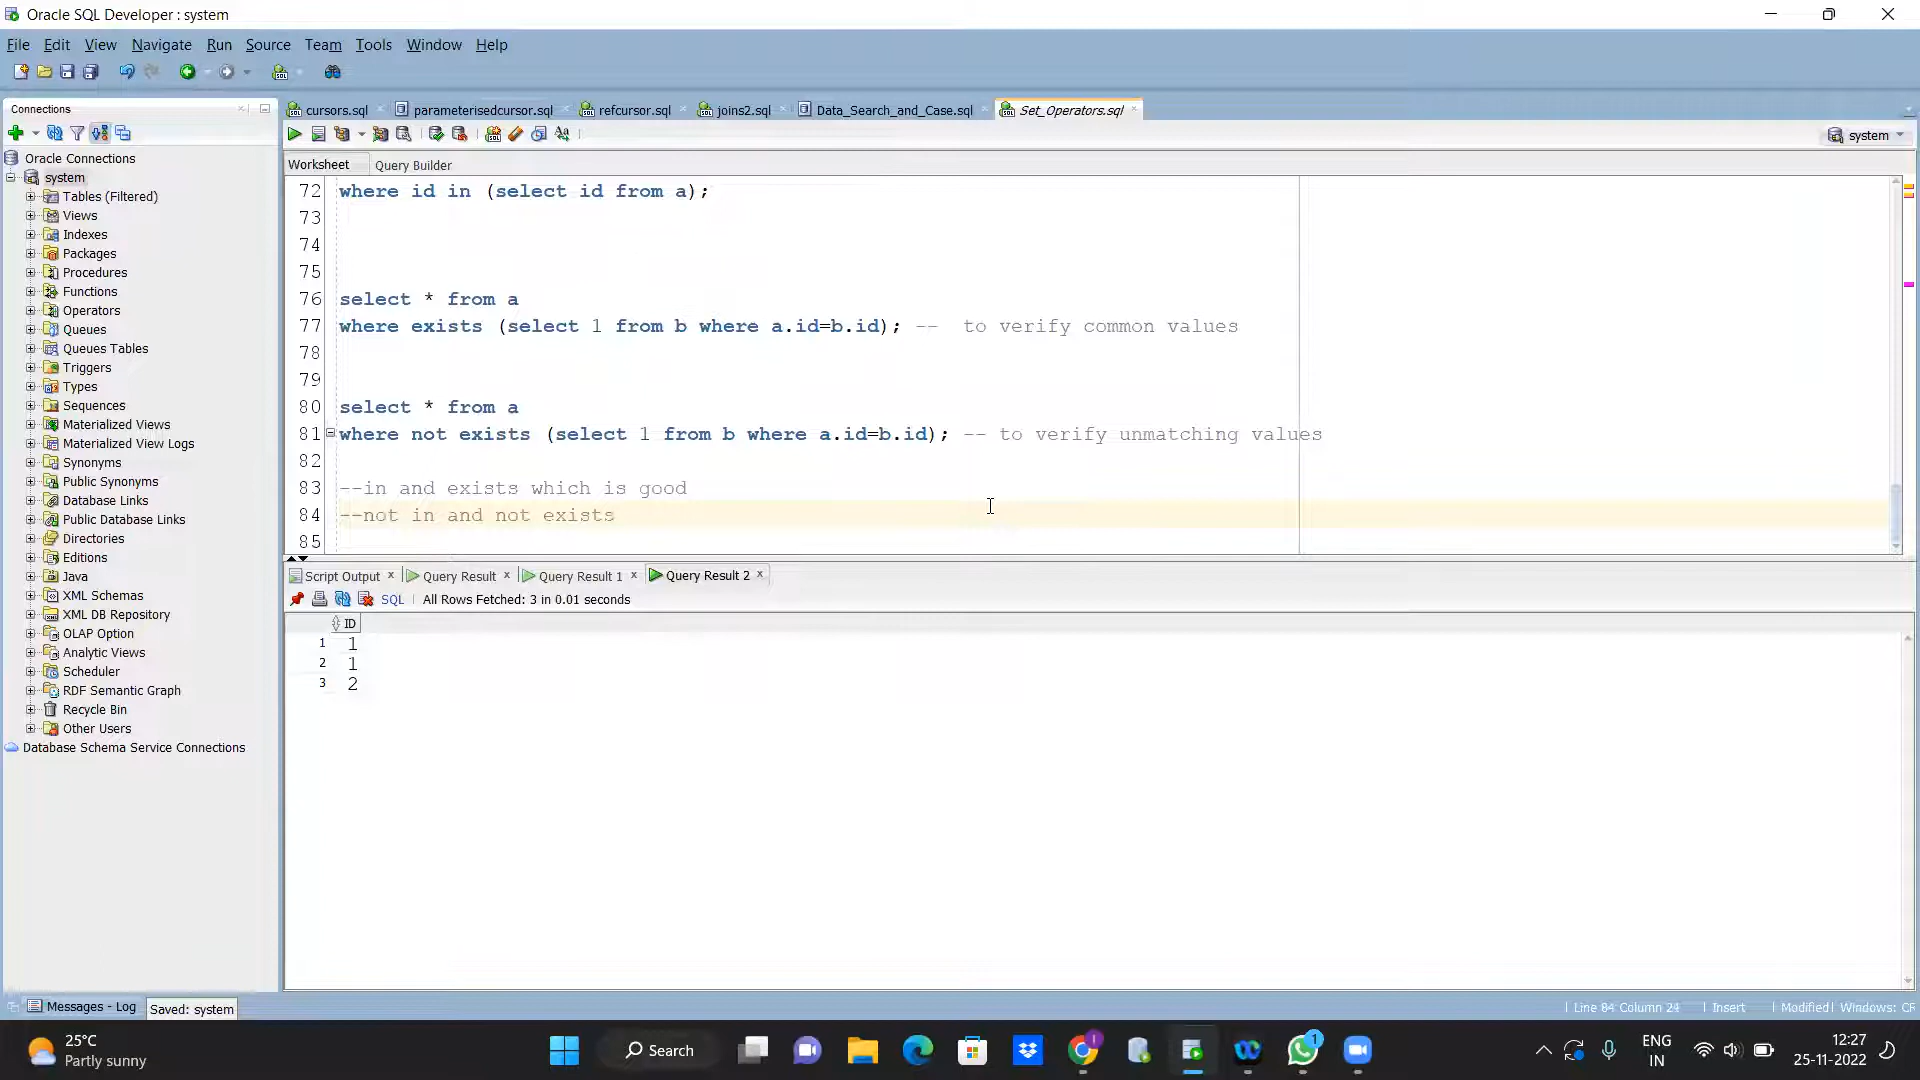 Oracle SQL Developer : system
File Edit View Navigate Run Source Team Tools Window Help
Connections
cursors.sql parameterisedcursor.sql refcursor.sql joins2.sql Data_Search_and_Case.sql Set_Operators.sql
system
Oracle Connections
system
Tables (Filtered)
Views
Indexes
Packages
Procedures
Functions
Operators
Queues
Queues Tables
Triggers
Types
Sequences
Materialized Views
Materialized View Logs
Synonyms
Public Synonyms
Database Links
Public Database Links
Directories
Editions
Java
XML Schemas
XML DB Repository
OLAP Option
Analytic Views
Scheduler
RDF Semantic Graph
Recycle Bin
Other Users
Database Schema Service Connections
Worksheet Query Builder
72 where id in (select id from a);
73
74
75
76 select * from a
77 where exists (select 1 from b where a.id=b.id); --  to verify common values
78
79
80 select * from a
81 where not exists (select 1 from b where a.id=b.id); -- to verify unmatching values
82
83 --in and exists which is good
84 --not in and not exists
85
Script Output Query Result Query Result 1 Query Result 2
SQL All Rows Fetched: 3 in 0.01 seconds
ID
1 1
2 1
3 2
Messages - Log Saved: system
Line 84 Column 24 Insert Modified Windows: CF
25°C
Partly sunny
Search
1
ENG
IN
12:27
25-11-2022